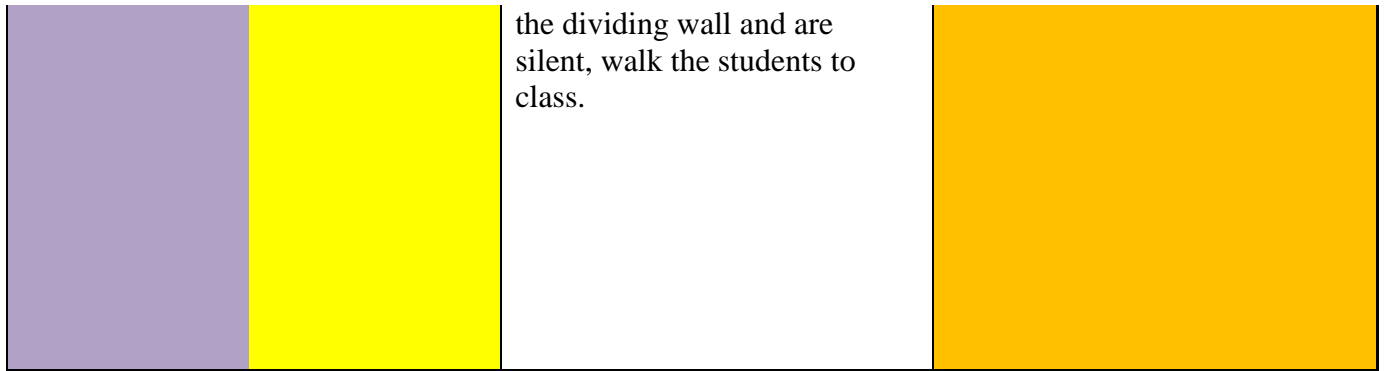 the dividing wall and are
silent, walk the students to
class.